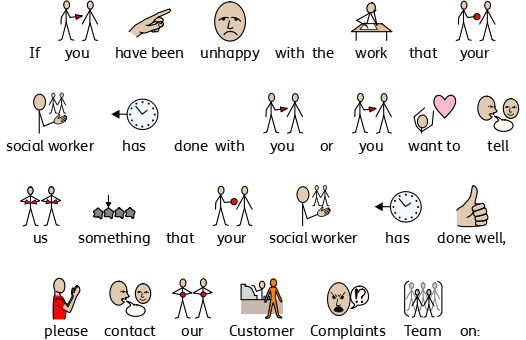 If you have been unhappy with the work that your
social worker has done with you or you want to tell
us something that your social worker has done well,
please contact our Customer Complaints Team on: